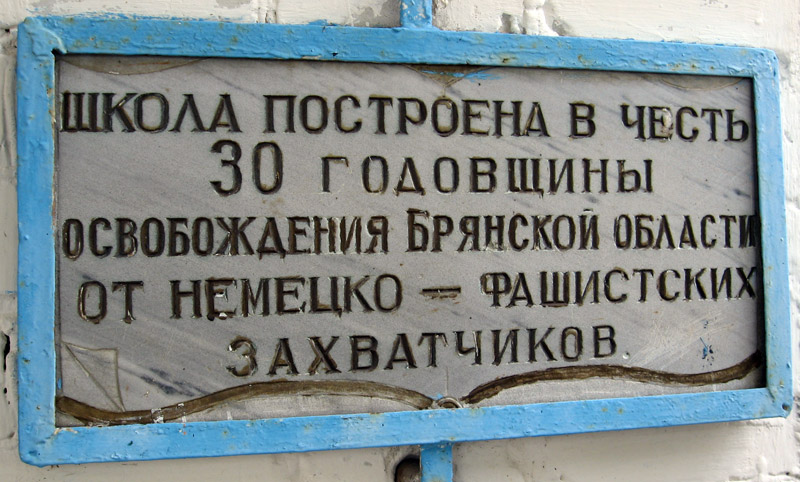 ШКОЛА ПОСТРОЕНА В ЧЕСТЬ
30 ГОДОВЩИНЫ
ОСВОБОЖДЕНИЯ БРЯНСКОЙ ОБЛАСТИ
ОТ НЕМЕЦКО – ФАШИСТСКИХ
ЗАХВАТЧИКОВ